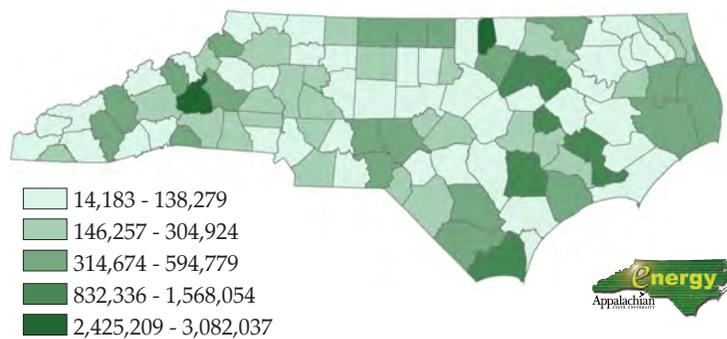 14,183 - 138,279
146,257 - 304,924
314,674 - 594,779
832,336 - 1,568,054
2,425,209 - 3,082,037
energy
Appalachian
STATE UNIVERSITY